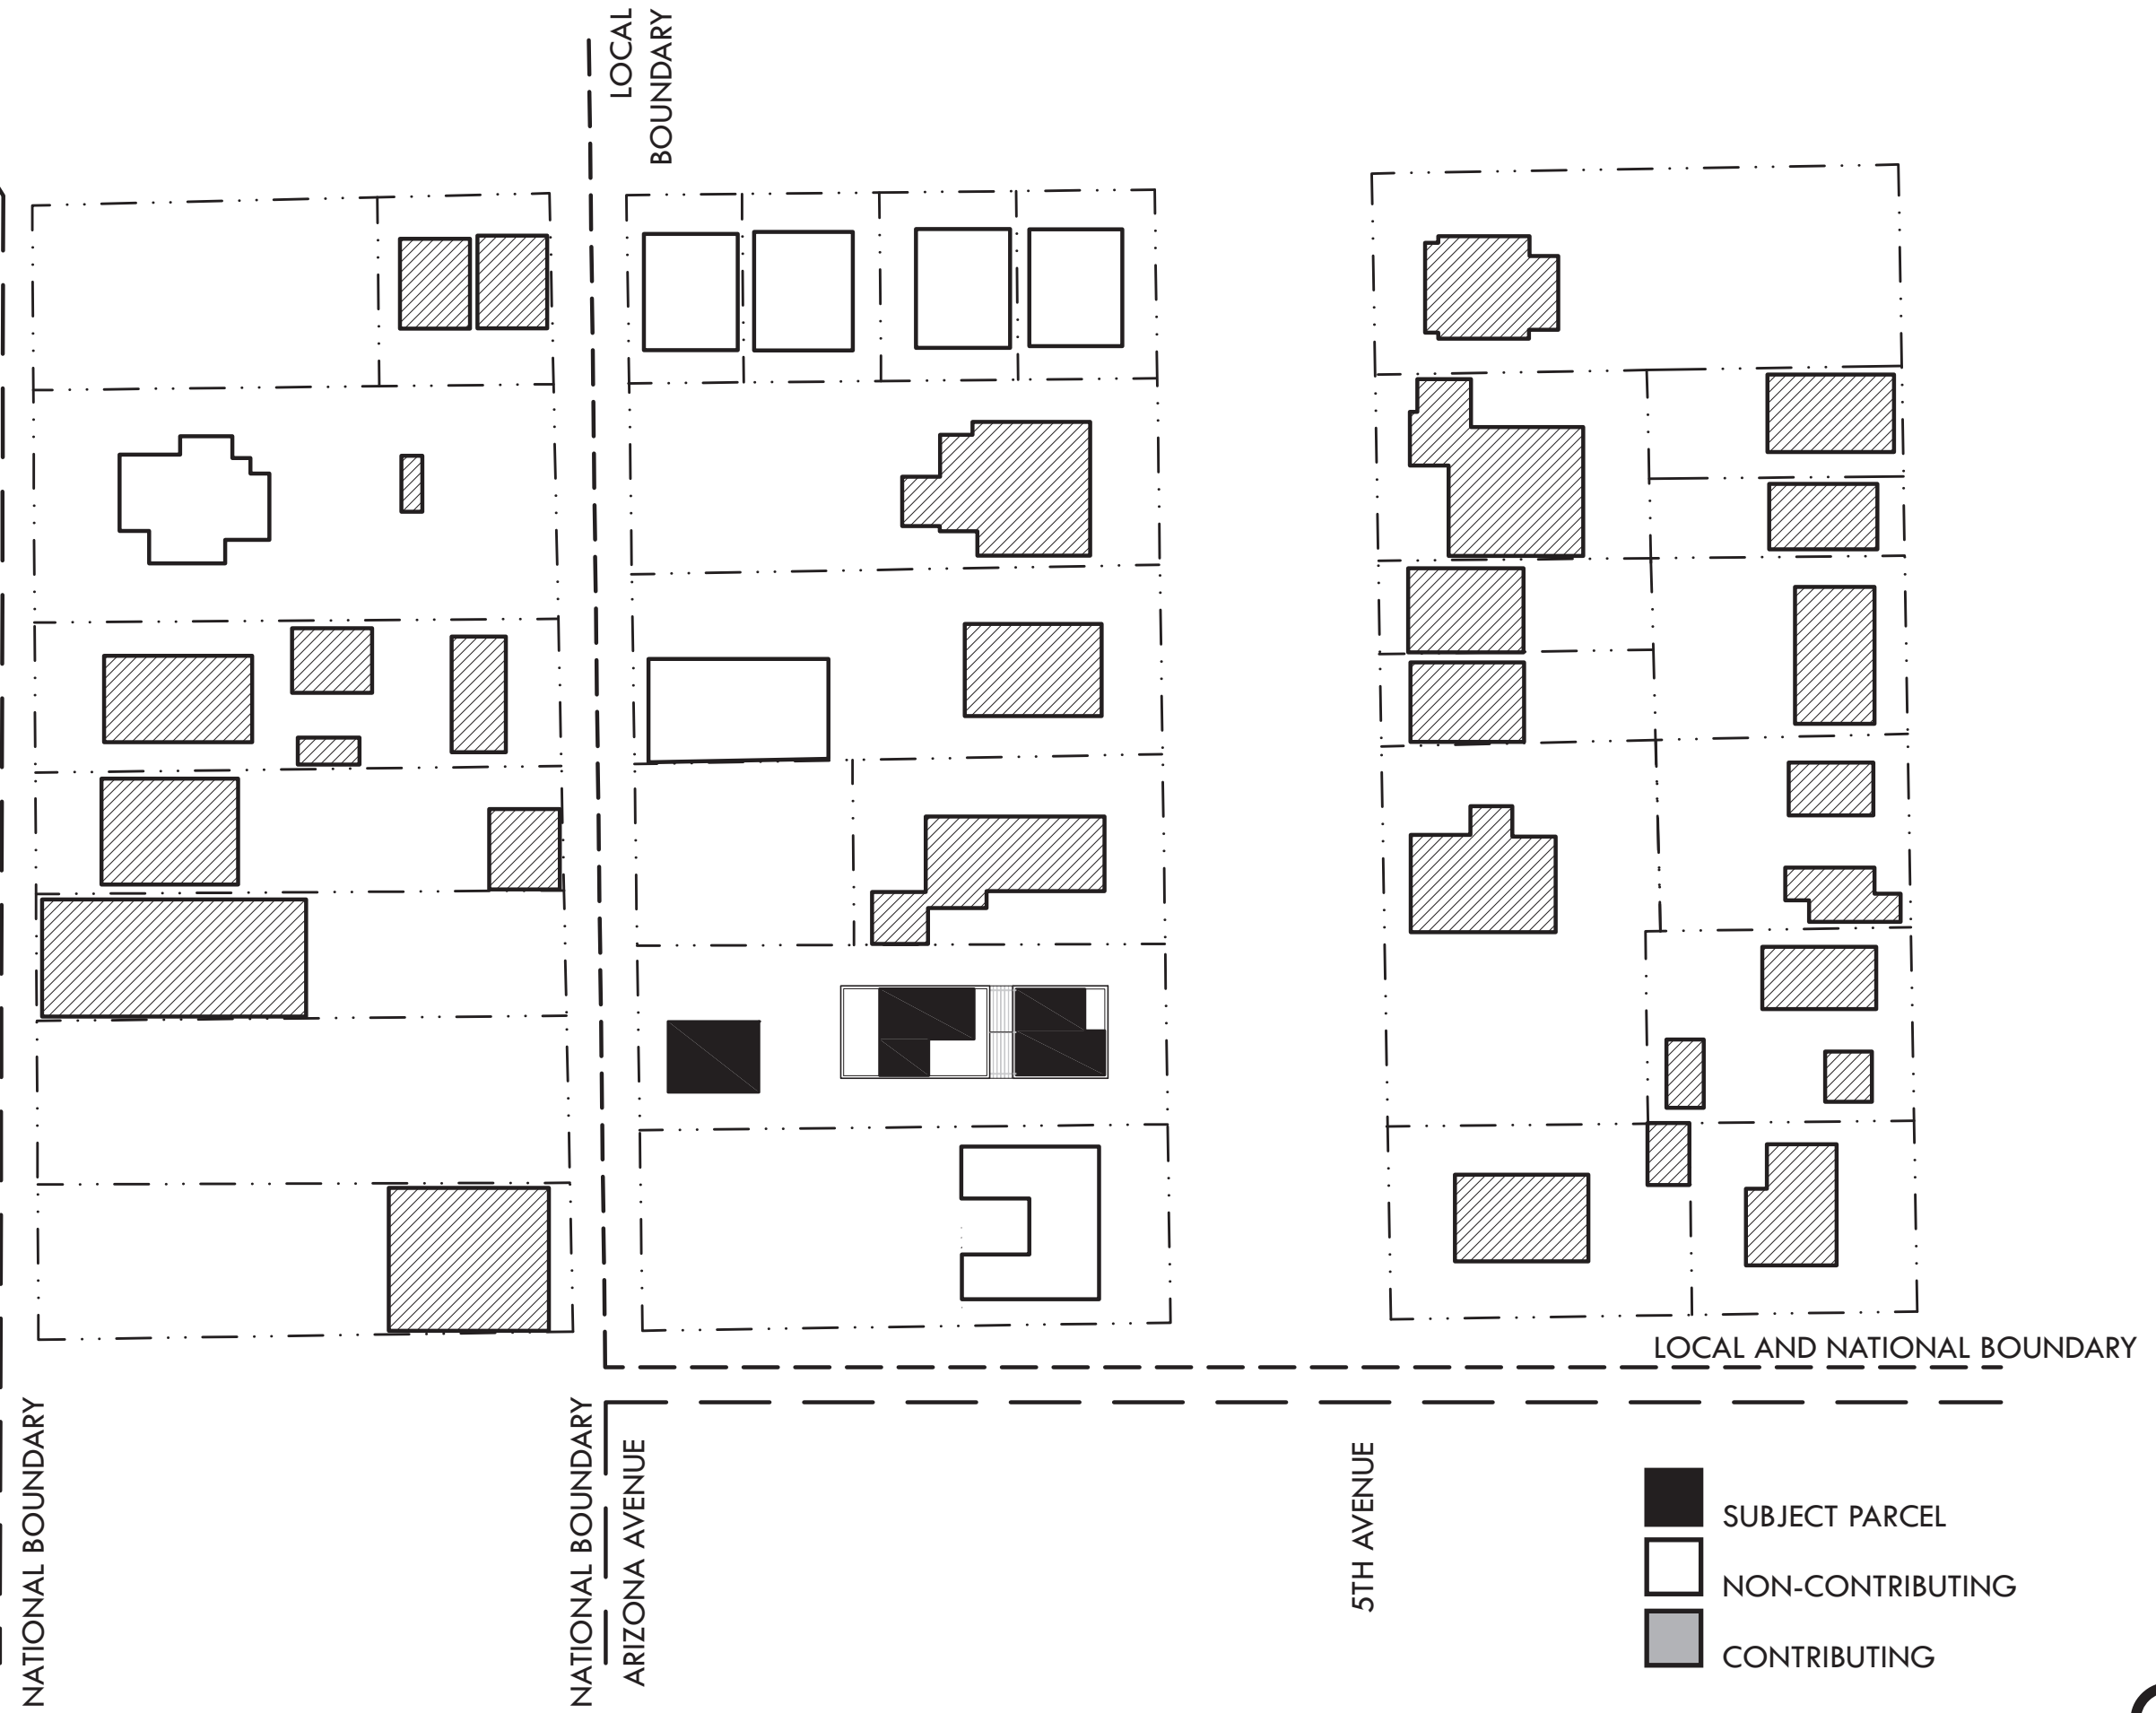 LOCAL
BOUNDARY
LOCAL AND NATIONAL BOUNDARY
NATIONAL BOUNDARY
NATIONAL BOUNDARY
ARIZONA AVENUE
5TH AVENUE
SUBJECT PARCEL
NON-CONTRIBUTING
CONTRIBUTING